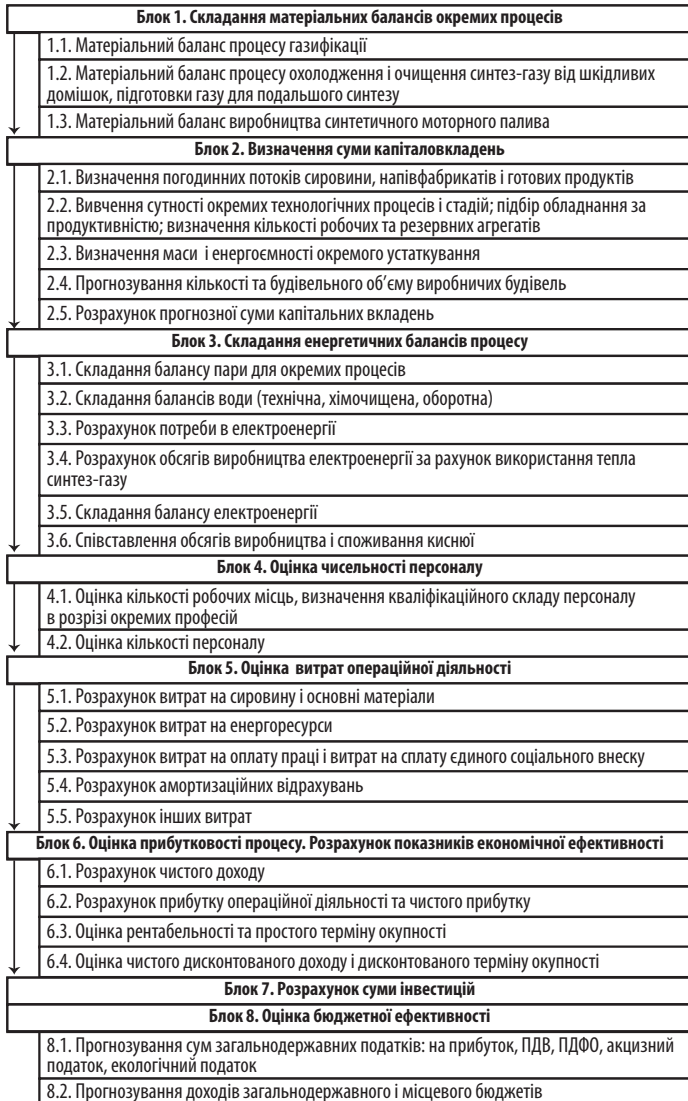 Блок 1. Складання матеріальних балансів окремих процесів
1.1. Матеріальний баланс процесу газифікації
1.2. Матеріальний баланс процесу охолодження і очищення синтез-газу від шкідливих
домішок, підготовки газу для подальшого синтезу
1.3. Матеріальний баланс виробництва синтетичного моторного палива
Блок 2. Визначення суми капіталовкладень
2.1. Визначення погодинних потоків сировини, напівфабрикатів і готових продуктів
2.2. Вивчення сутності окремих технологічних процесів і стадій; підбір обладнання за
продуктивністю; визначення кількості робочих та резервних агрегатів
2.3. Визначення маси і енергоємності окремого устаткування
2.4. Прогнозування кількості та будівельного об’єму виробничих будівель
2.5. Розрахунок прогнозної суми капітальних вкладень
Блок 3. Складання енергетичних балансів процесу
3.1. Складання балансу пари для окремих процесів
3.2. Складання балансів води (технічна, хімочищена, оборотна)
3.3. Розрахунок потреби в електроенергії
3.4. Розрахунок обсягів виробництва електроенергії за рахунок використання тепла
синтез-газу
3.5. Складання балансу електроенергії
3.6. Співставлення обсягів виробництва і споживання киснюї
Блок 4. Оцінка чисельності персоналу
4.1. Оцінка кількості робочих місць, визначення кваліфікаційного складу персоналу
в розрізі окремих професій
4.2. Оцінка кількості персоналу
Блок 5. Оцінка витрат операційної діяльності
5.1. Розрахунок витрат на сировину і основні матеріали
5.2. Розрахунок витрат на енергоресурси
5.3. Розрахунок витрат на оплату праці і витрат на сплату єдиного соціального внеску
5.4. Розрахунок амортизаційних відрахувань
5.5. Розрахунок інших витрат
Блок 6. Оцінка прибутковості процесу. Розрахунок показників економічної ефективності
6.1. Розрахунок чистого доходу
6.2. Розрахунок прибутку операційної діяльності та чистого прибутку
6.3. Оцінка рентабельності та простого терміну окупності
6.4. Оцінка чистого дисконтованого доходу і дисконтованого терміну окупності
Блок 7. Розрахунок суми інвестицій
Блок 8. Оцінка бюджетної ефективності
8.1. Прогнозування сум загальнодержавних податків: на прибуток, ПДВ, ПДФО, акцизний
податок, екологічний податок
8.2. Прогнозування доходів загальнодержавного і місцевого бюджетів